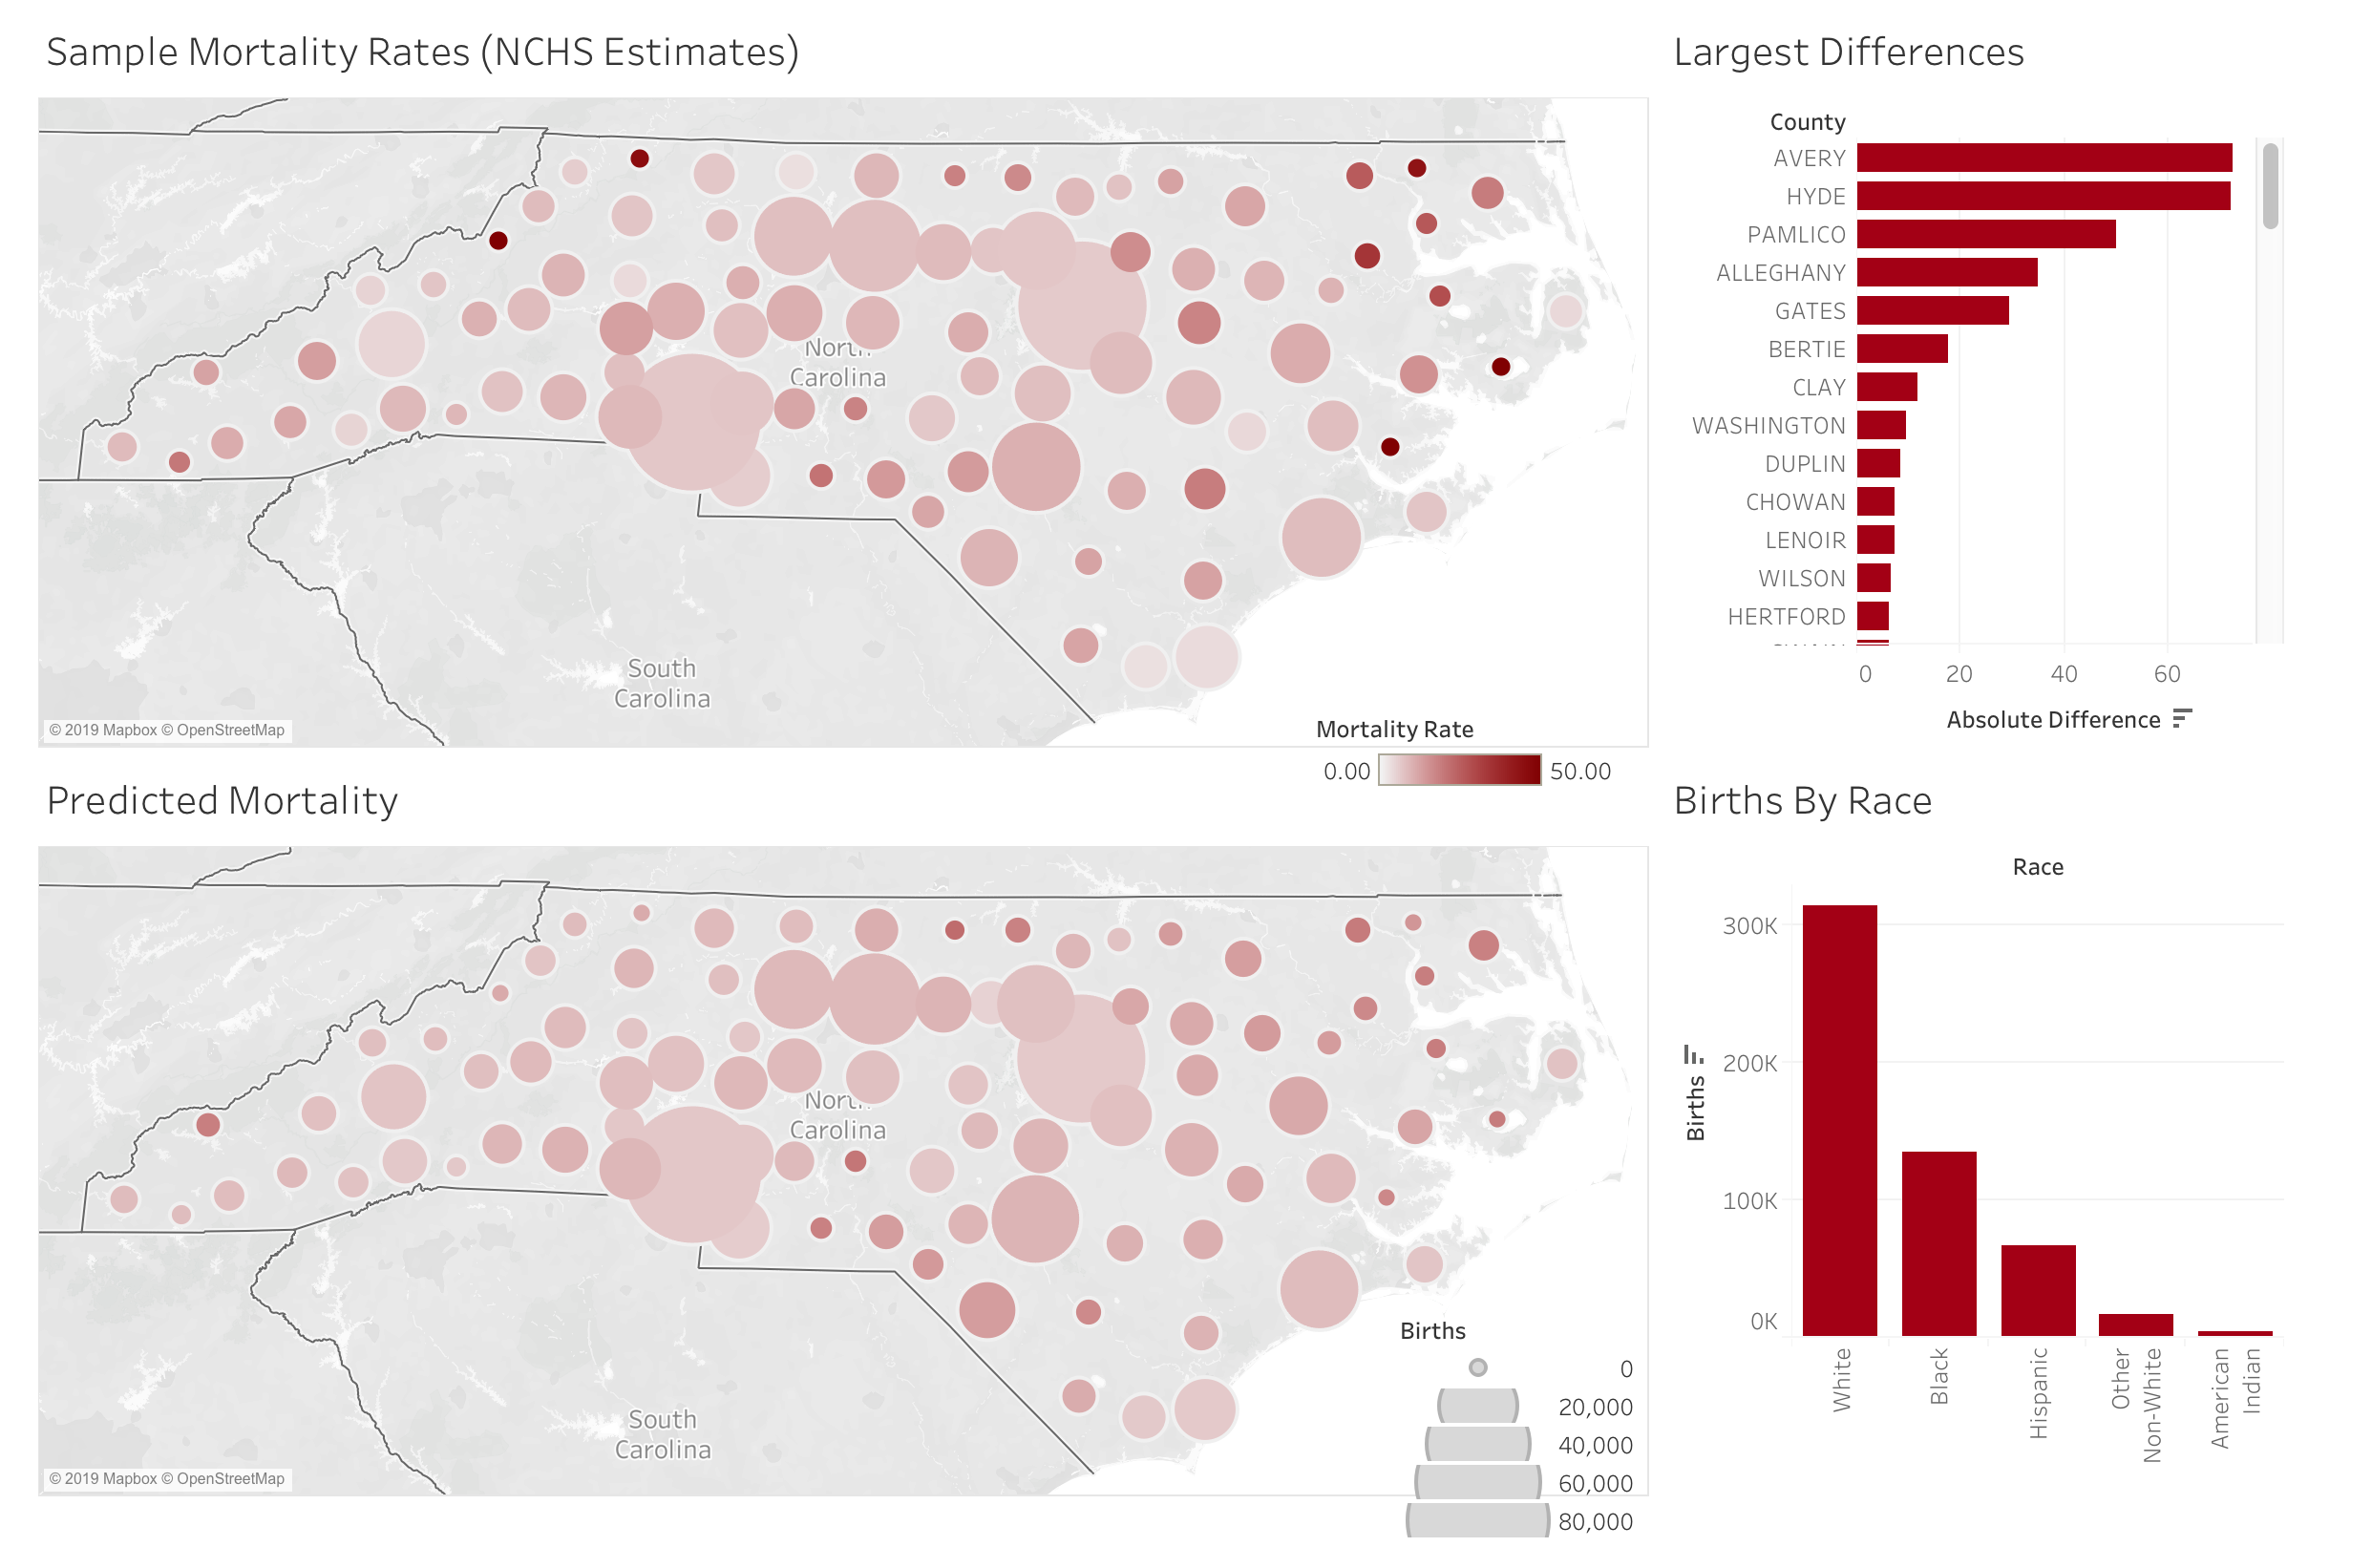 Sample Mortality Rates (NCHS Estimates)
North
Carolina
South
Carolina
© 2019 Mapbox © OpenStreetMap
Mortality Rate
0.00 50.00
Predicted Mortality
North
Carolina
South
Carolina
© 2019 Mapbox © OpenStreetMap
Births
0
20,000
40,000
60,000
80,000
Largest Differences
County
AVERY
HYDE
PAMLICO
ALLEGHANY
GATES
BERTIE
CLAY
WASHINGTON
DUPLIN
CHOWAN
LENOIR
WILSON
HERTFORD
0 20 40 60
Absolute Difference
Births By Race
Race
300K
200K
100K
0K
Births
White
Black
Hispanic
Other
Non-White
American
Indian